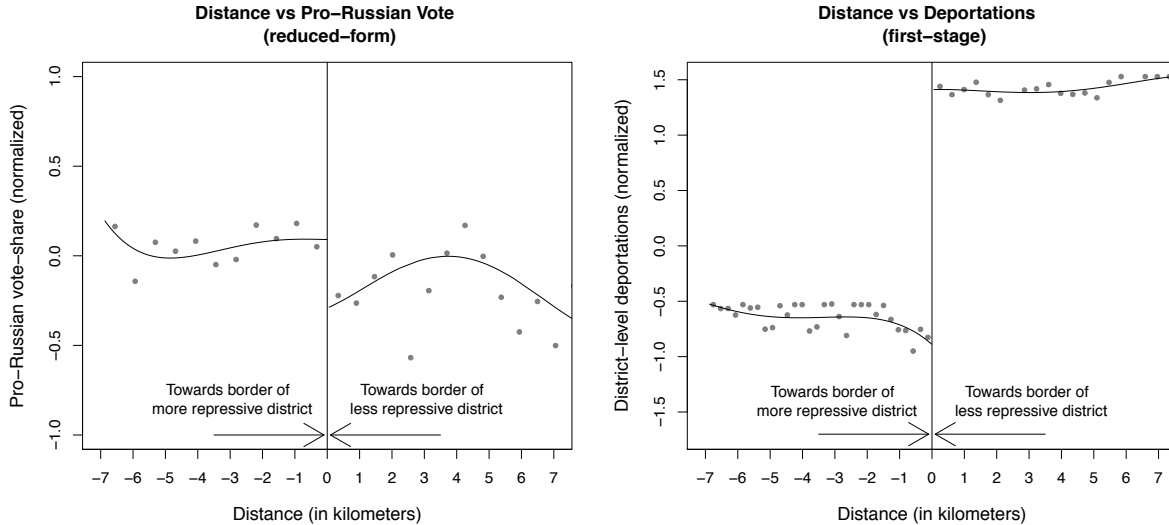 Distance vs Pro−Russian Vote
(reduced−form)
Pro−Russian vote−share (normalized)
1.0
0.5
0.0
−0.5
−1.0
Towards border of
more repressive district
Towards border of
less repressive district
−7 −6 −5 −4 −3 −2 −1 0 1 2 3 4 5 6 7
Distance (in kilometers)
Distance vs Deportations
(first−stage)
District−level deportations (normalized)
1.5
1.0
0.5
0.0
−0.5
−1.0
−1.5
Towards border of
more repressive district
Towards border of
less repressive district
−7 −6 −5 −4 −3 −2 −1 0 1 2 3 4 5 6 7
Distance (in kilometers)